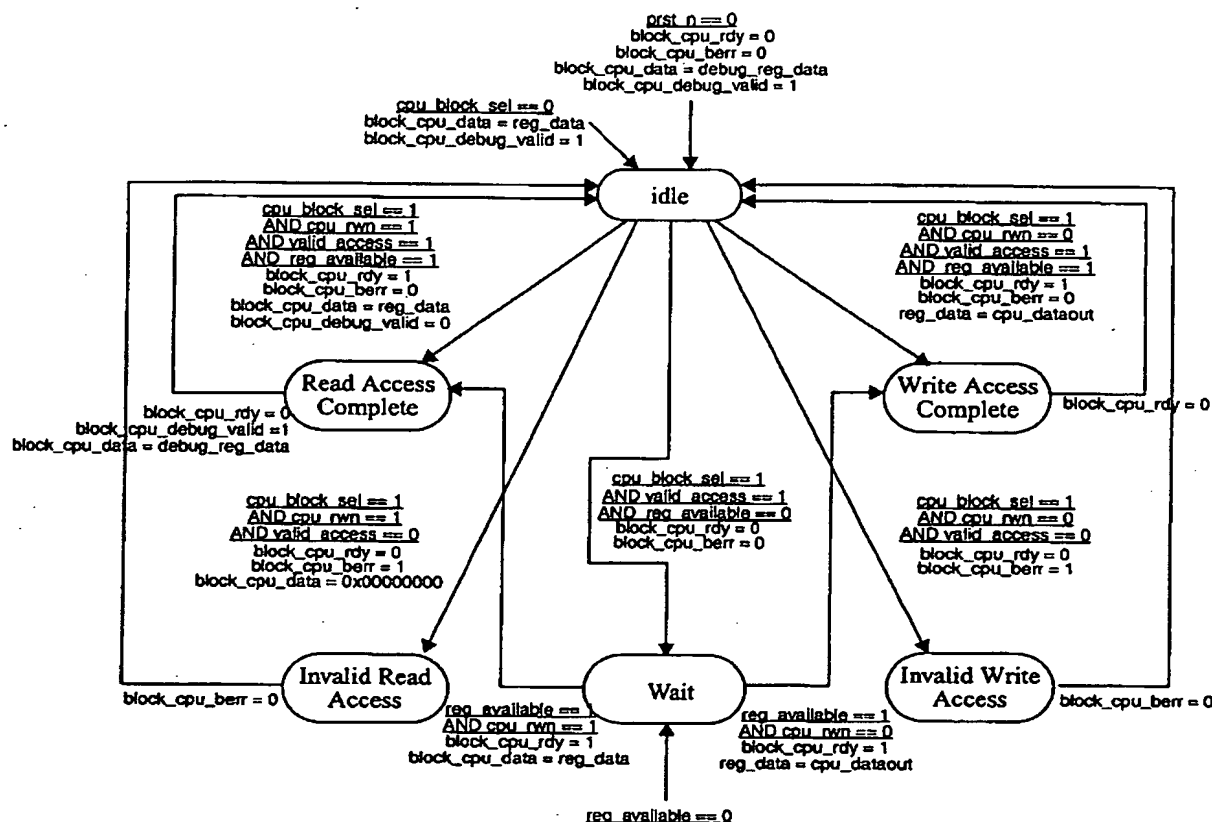 prst_n == 0
block_cpu_rdy = 0
block_cpu_berr = 0
block_cpu_data = debug_reg_data
block_cpu_debug_valid = 1
cpu_block_sel == 0
block_cpu_data = reg_data
block_cpu_debug_valid = 1
idle
cpu_block_sel == 1
AND cpu_rwn == 1
AND valid_access == 1
AND reg_available == 1
block_cpu_rdy = 1
block_cpu_berr = 0
block_cpu_data = reg_data
block_cpu_debug_valid = 0
cpu_block_sel == 1
AND cpu_rwn == 0
AND valid_access == 1
AND reg_available == 1
block_cpu_rdy = 1
block_cpu_berr = 0
reg_data = cpu_dataout
Read Access
Complete
Write Access
Complete
block_cpu_rdy = 0
block_cpu_debug_valid =1
block_cpu_data = debug_reg_data
block_cpu_rdy = 0
cpu_block_sel == 1
AND cpu_rwn == 1
AND valid_access == 0
block_cpu_rdy = 0
block_cpu_berr = 1
block_cpu_data = 0x00000000
cpu_block_sel == 1
AND valid_access == 1
AND reg_available == 0
block_cpu_rdy = 0
block_cpu_berr = 0
cpu_block_sel == 1
AND cpu_rwn == 0
AND valid_access == 0
block_cpu_rdy = 0
block_cpu_berr = 1
Invalid Read
Access
Wait
Invalid Write
Access
block_cpu_berr = 0
reg_available == 1
AND cpu_rwn == 1
block_cpu_rdy = 1
block_cpu_data = reg_data
reg_available == 1
AND cpu_rwn == 0
block_cpu_rdy = 1
reg_data = cpu_dataout
block_cpu_berr = 0
reg_available == 0